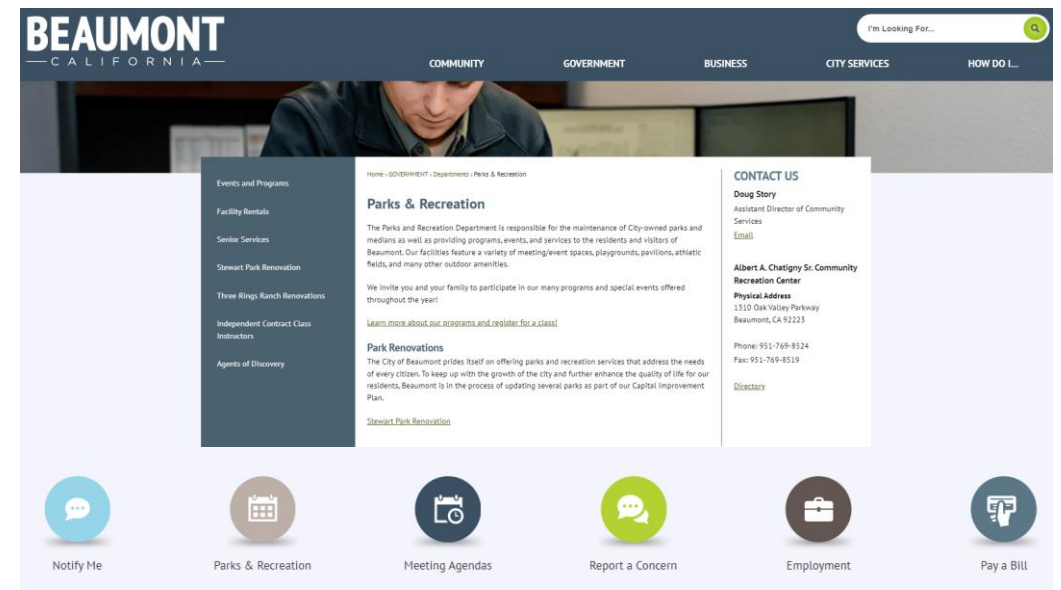 BEAUMONT
CALIFORNIA
I'm Looking For...
COMMUNITY
GOVERNMENT
BUSINESS
CITY SERVICES
HOW DO I...
Events and Programs
Facility Rentals
Senior Services
Stewart Park Renovation
Three Rings Ranch Renovations
Independent Contract Class
Instructors
Agents of Discovery
Home › GOVERNMENT › Departments › Parks & Recreation
Parks & Recreation
The Parks and Recreation Department is responsible for the maintenance of City-owned parks and
medians as well as providing programs, events, and services to the residents and visitors of
Beaumont. Our facilities feature a variety of meeting/event spaces, playgrounds, pavilions, athletic
fields, and many other outdoor amenities.
We invite you and your family to participate in our many programs and special events offered
throughout the year!
Learn more about our programs and register for a class!
Park Renovations
The City of Beaumont prides itself on offering parks and recreation services that address the needs
of every citizen. To keep up with the growth of the city and further enhance the quality of life for our
residents, Beaumont is in the process of updating several parks as part of our Capital Improvement
Plan.
Stewart Park Renovation
CONTACT US
Doug Story
Assistant Director of Community
Services
Email
Albert A. Chatigny Sr. Community
Recreation Center
Physical Address
1310 Oak Valley Parkway
Beaumont, CA 92223
Phone: 951-769-8524
Fax: 951-769-8519
Directory
Notify Me
Parks & Recreation
Meeting Agendas
Report a Concern
Employment
Pay a Bill